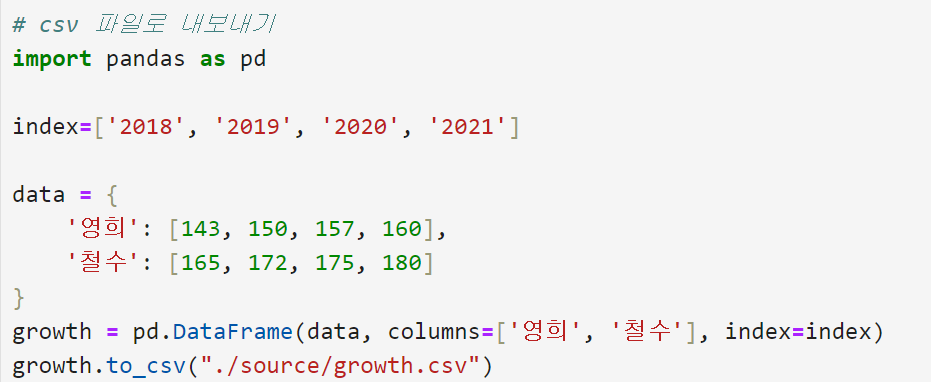 # csv 파일로 내보내기
import pandas as pd
index=['2018', '2019', '2020', '2021']
data = {
    '영희': [143, 150, 157, 160],
    '철수': [165, 172, 175, 180]
}
growth = pd.DataFrame(data, columns=['영희', '철수'], index=index)
growth.to_csv("./source/growth.csv")